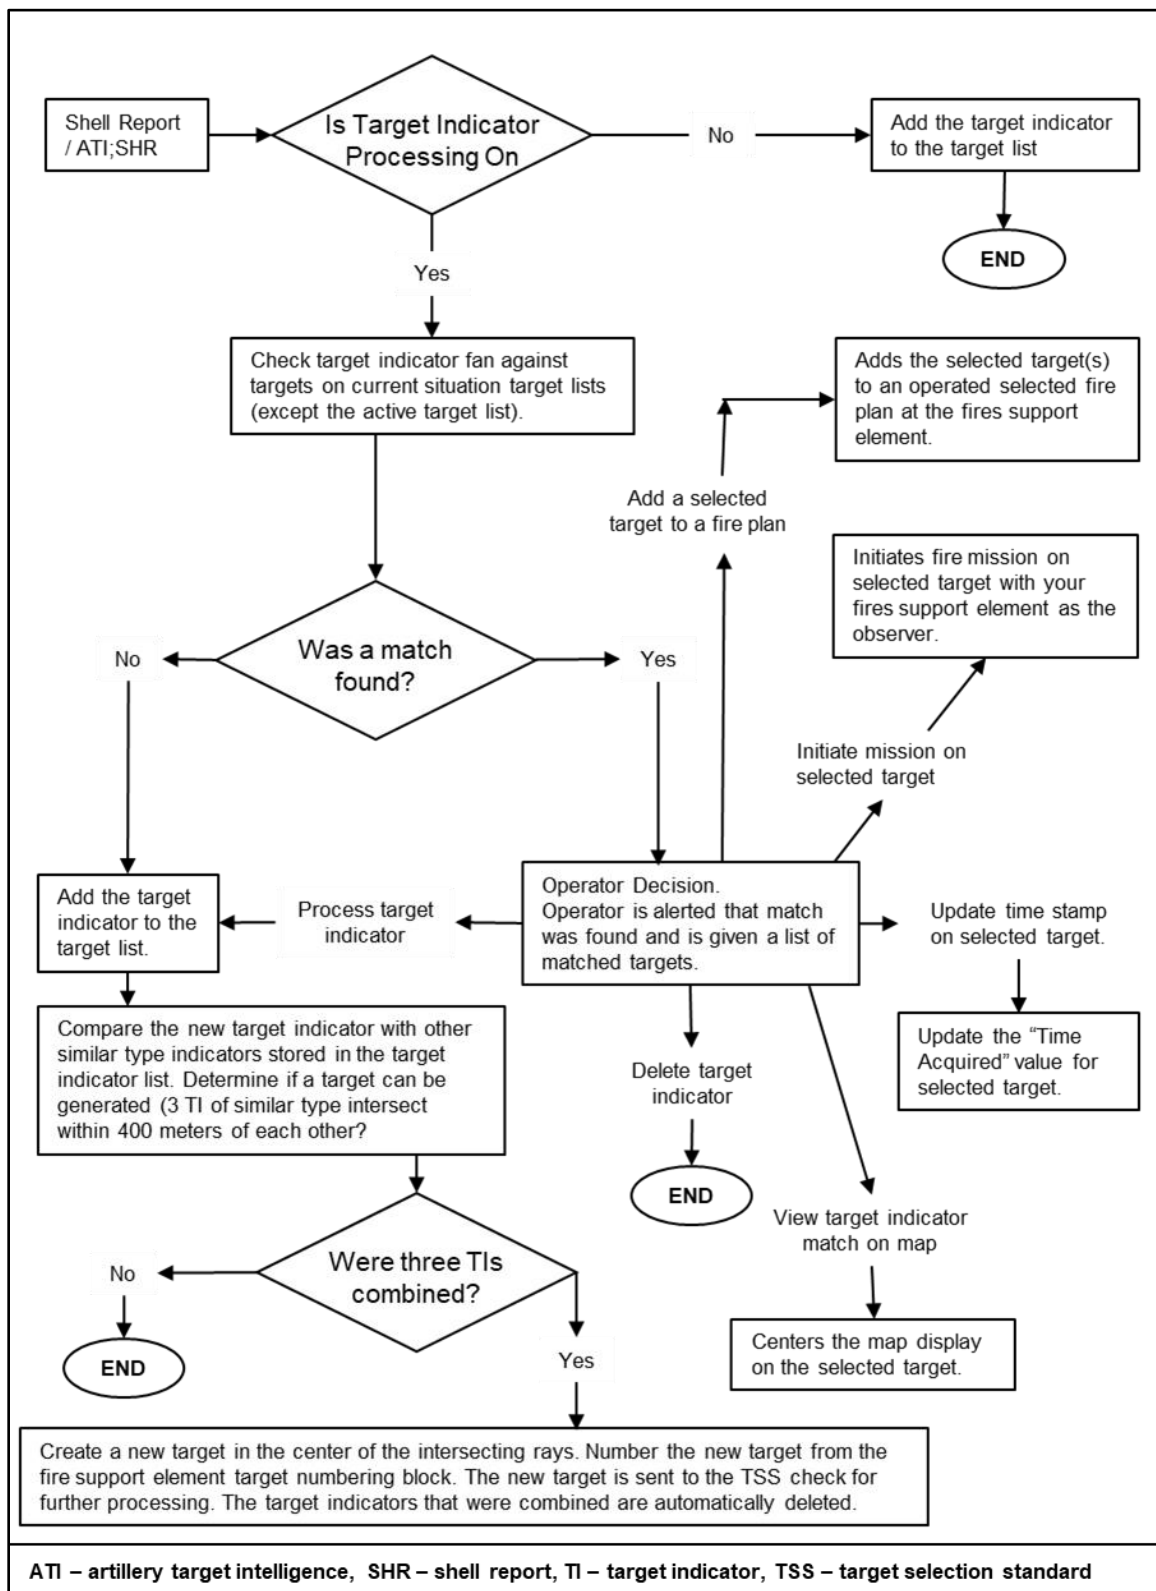 Shell Report
/ ATI;SHR
Is Target Indicator
Processing On
No
Add the target indicator
to the target list
END
Yes
Check target indicator fan against
targets on current situation target lists
(except the active target list).
Adds the selected target(s)
to an operated selected fire
plan at the fires support
element.
Add a selected
target to a fire plan
Initiates fire mission on
selected target with your
fires support element as the
observer.
Was a match
found?
No
Yes
Initiate mission on
selected target
Add the target
indicator to the
target list.
Process target
indicator
Operator Decision.
Operator is alerted that match
was found and is given a list of
matched targets.
Update time stamp
on selected target.
Update the “Time
Acquired” value for
selected target.
Compare the new target indicator with other
similar type indicators stored in the target
indicator list. Determine if a target can be
generated (3 TI of similar type intersect
within 400 meters of each other?
Delete target
indicator
END
View target indicator
match on map
Centers the map display
on the selected target.
Were three TIs
combined?
No
END
Yes
Create a new target in the center of the intersecting rays. Number the new target from the
fire support element target numbering block. The new target is sent to the TSS check for
further processing. The target indicators that were combined are automatically deleted.
ATI – artillery target intelligence, SHR – shell report, TI – target indicator, TSS – target selection standard